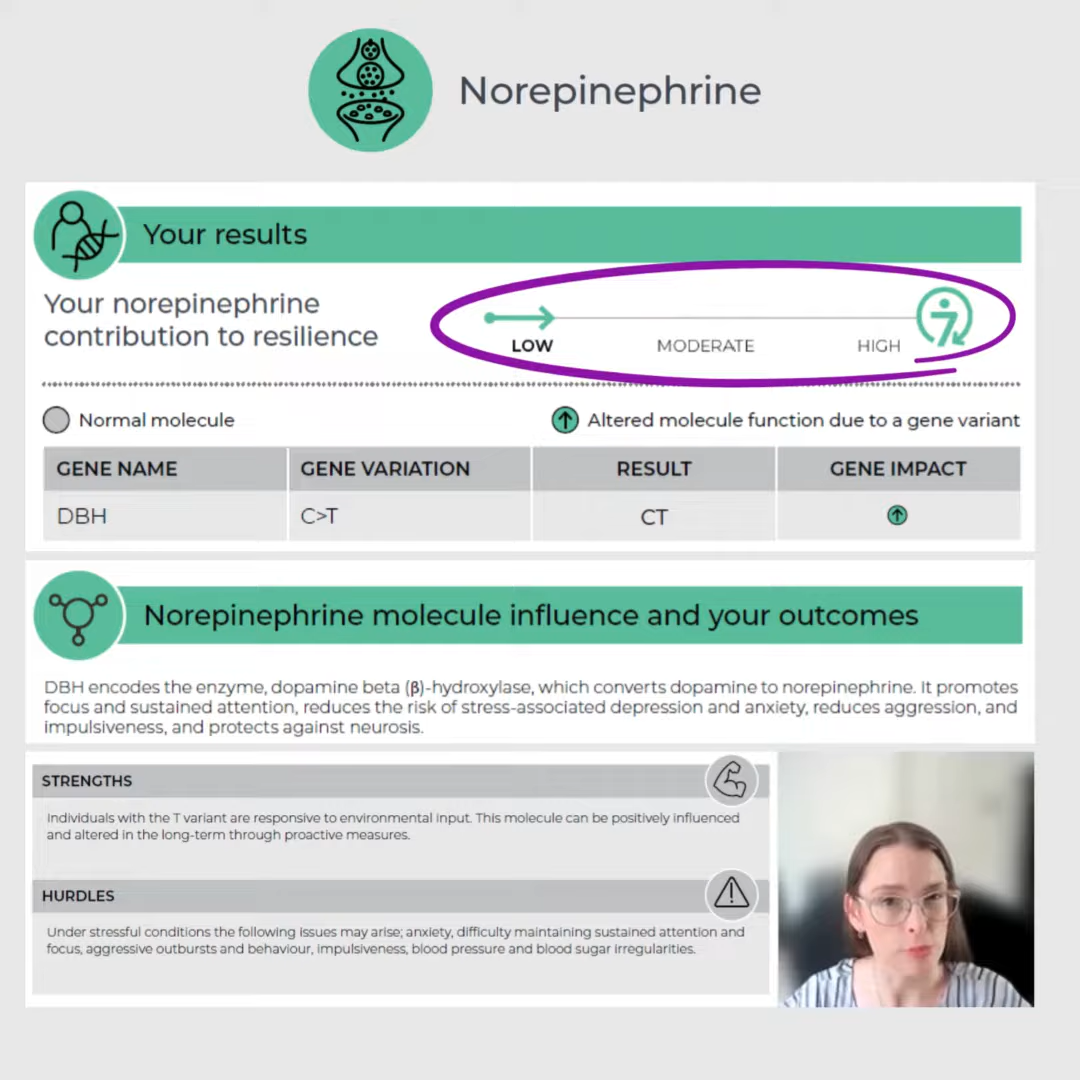 Norepinephrine
Your results
Your norepinephrine
contribution to resilience
LOW
MODERATE
HIGH
Normal molecule
Altered molecule function due to a gene variant
GENE NAME GENE VARIATION RESULT GENE IMPACT
DBH C>T CT
Norepinephrine molecule influence and your outcomes
DBH encodes the enzyme, dopamine beta (β)-hydroxylase, which converts dopamine to norepinephrine. It promotes
focus and sustained attention, reduces the risk of stress-associated depression and anxiety, reduces aggression, and
impulsiveness, and protects against neurosis.
STRENGTHS
Individuals with the T variant are responsive to environmental input. This molecule can be positively influenced
and altered in the long-term through proactive measures.
HURDLES
Under stressful conditions the following issues may arise; anxiety, difficulty maintaining sustained attention and
focus, aggressive outbursts and behaviour, impulsiveness, blood pressure and blood sugar irregularities.